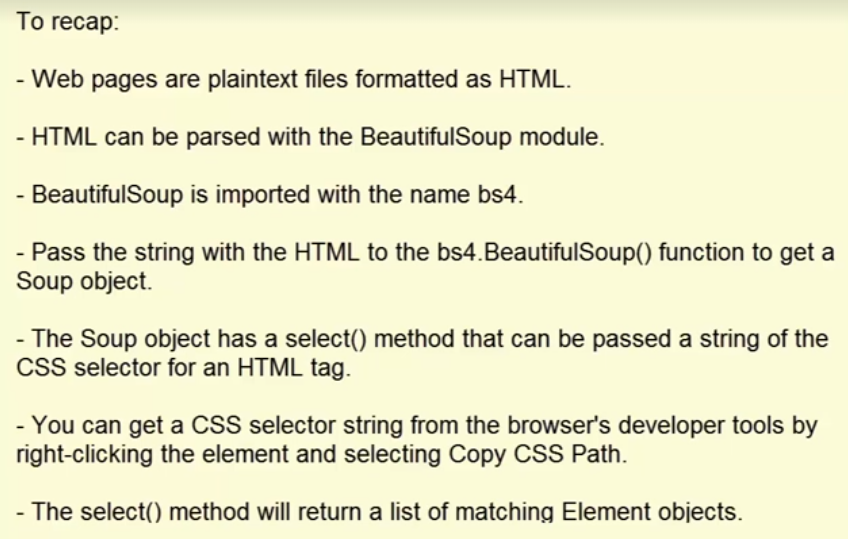 To recap:
- Web pages are plaintext files formatted as HTML.
- HTML can be parsed with the BeautifulSoup module.
- BeautifulSoup is imported with the name bs4.
- Pass the string with the HTML to the bs4.BeautifulSoup() function to get a
Soup object.
- The Soup object has a select() method that can be passed a string of the
CSS selector for an HTML tag.
- You can get a CSS selector string from the browser's developer tools by
right-clicking the element and selecting Copy CSS Path.
- The select() method will return a list of matching Element objects.